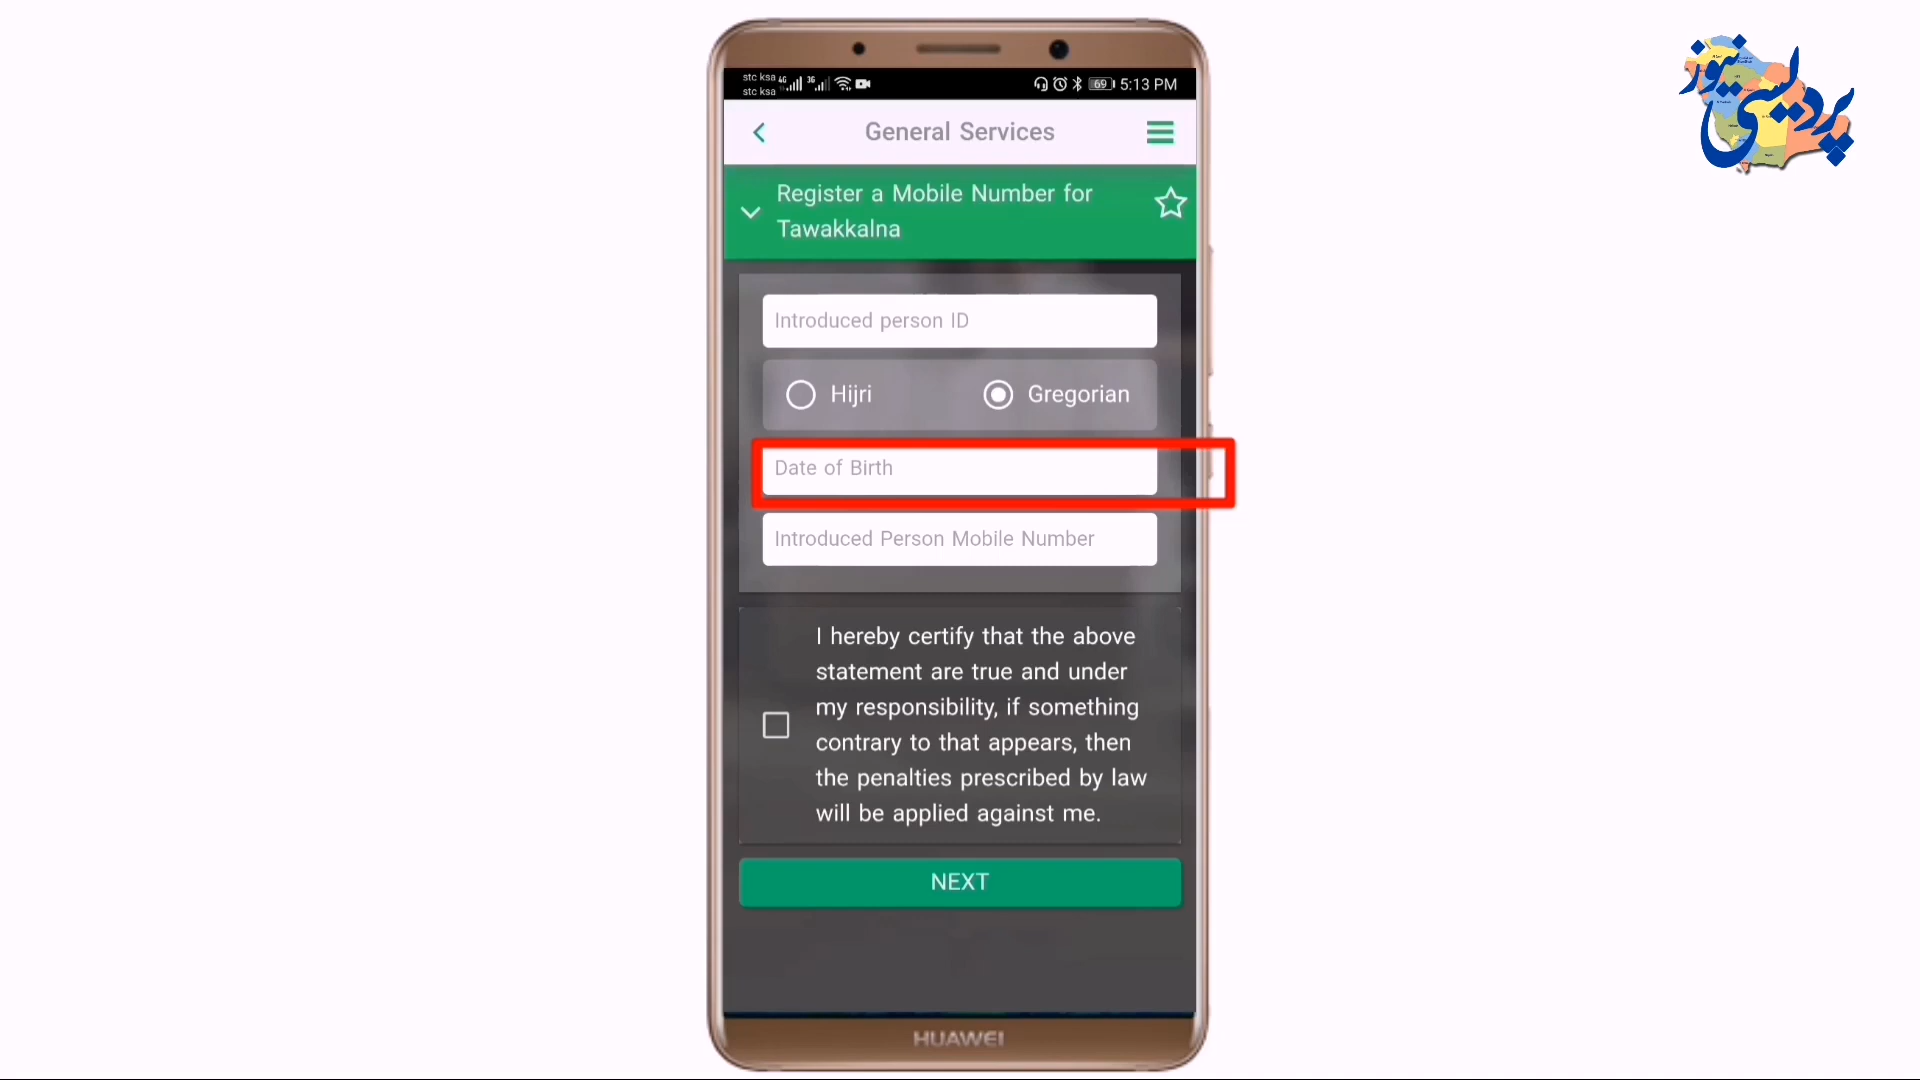 پردیسی نیوز
stc ksa 4G 3G
stc ksa
69 5:13 PM
General Services
Register a Mobile Number for
Tawakkalna
Introduced person ID
Hijri
Gregorian
Date of Birth
Introduced Person Mobile Number
I hereby certify that the above
statement are true and under
my responsibility, if something
contrary to that appears, then
the penalties prescribed by law
will be applied against me.
NEXT
HUAWEI